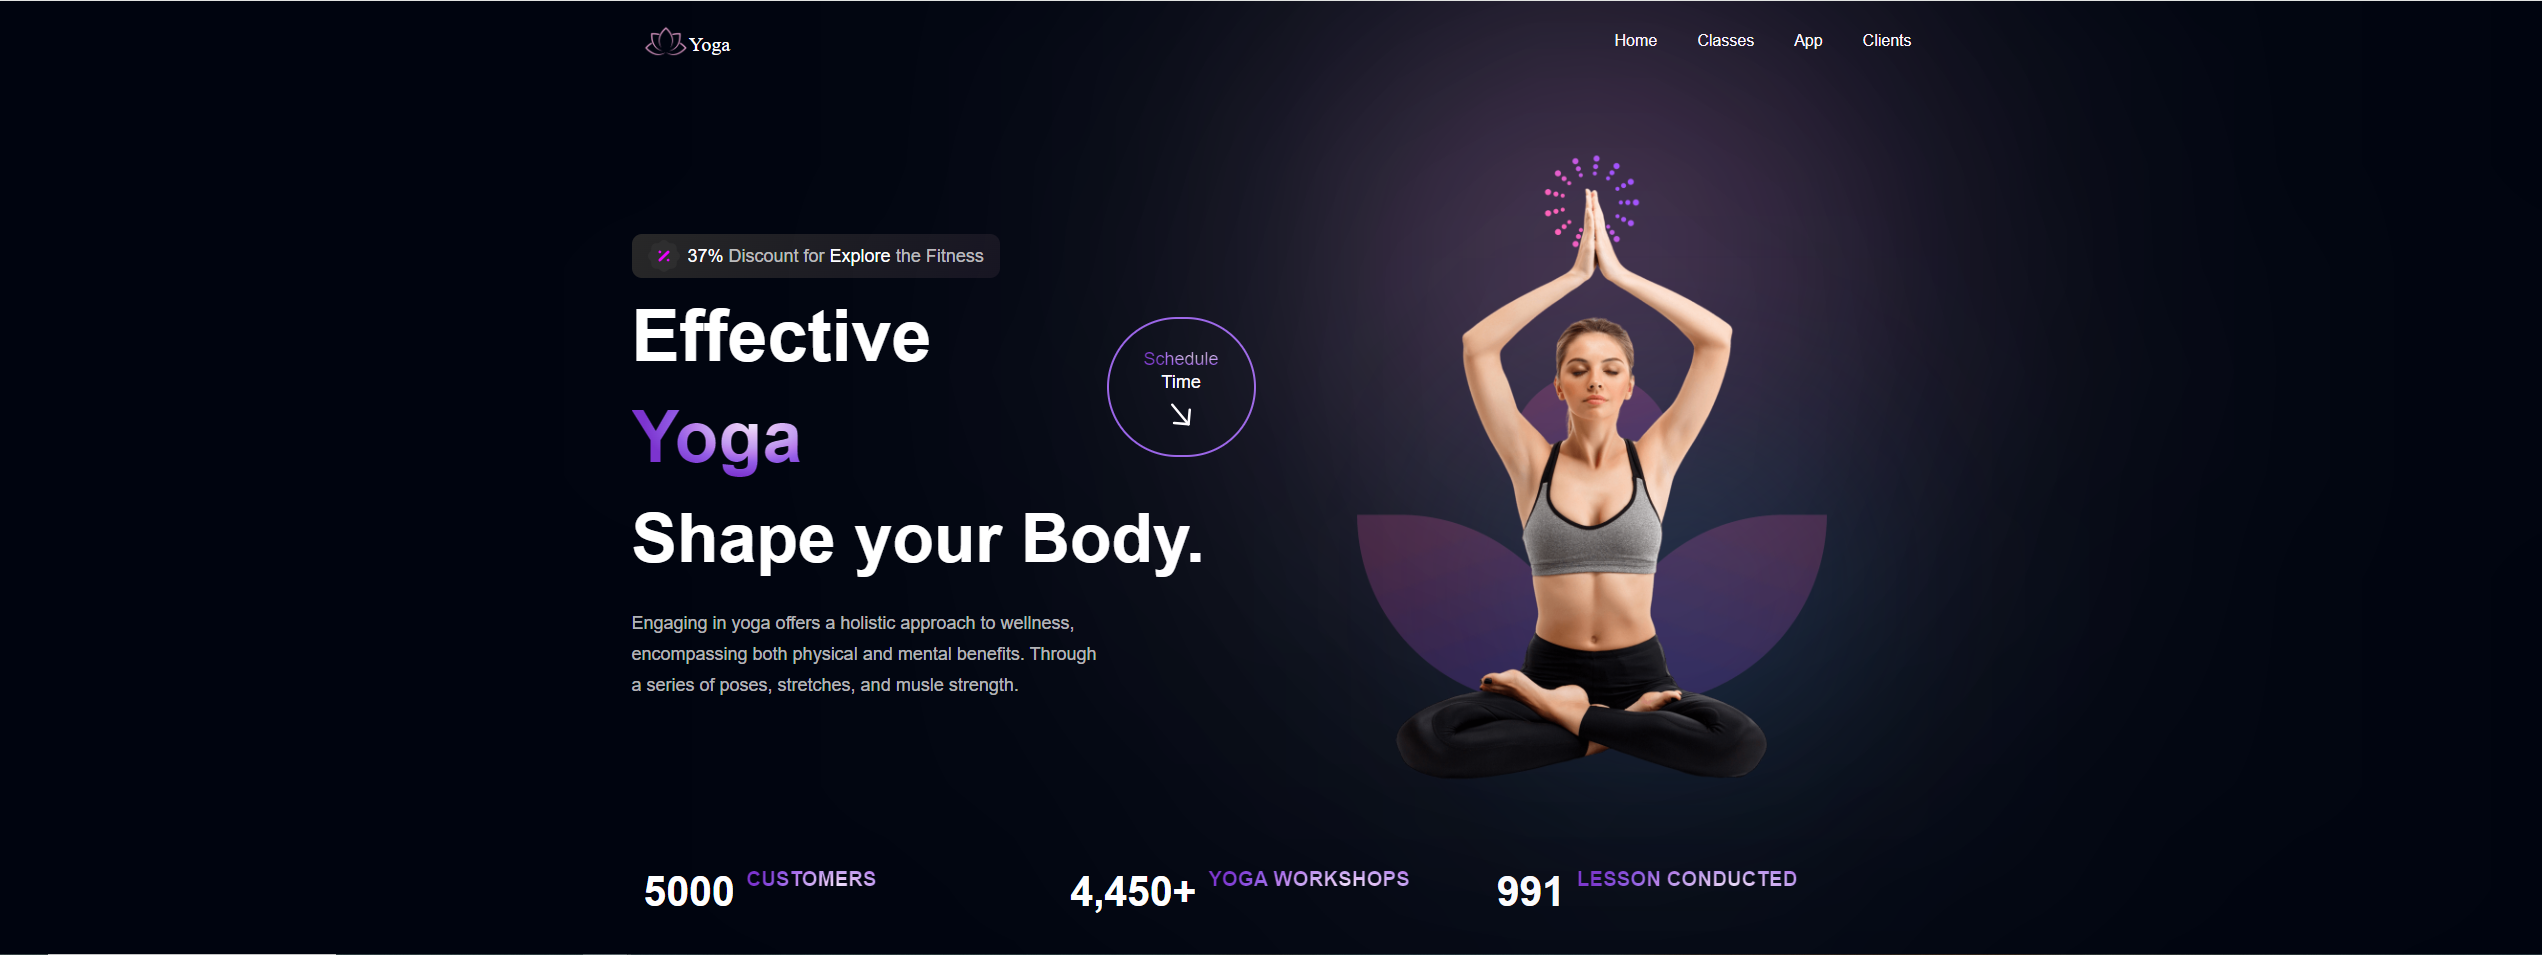 Yoga
Home
Classes
App
Clients
37% Discount for Explore the Fitness
Effective
Yoga
Shape your Body.
Schedule
Time
Engaging in yoga offers a holistic approach to wellness,
encompassing both physical and mental benefits. Through
a series of poses, stretches, and musle strength.
5000 CUSTOMERS
4,450+ YOGA WORKSHOPS
991 LESSON CONDUCTED